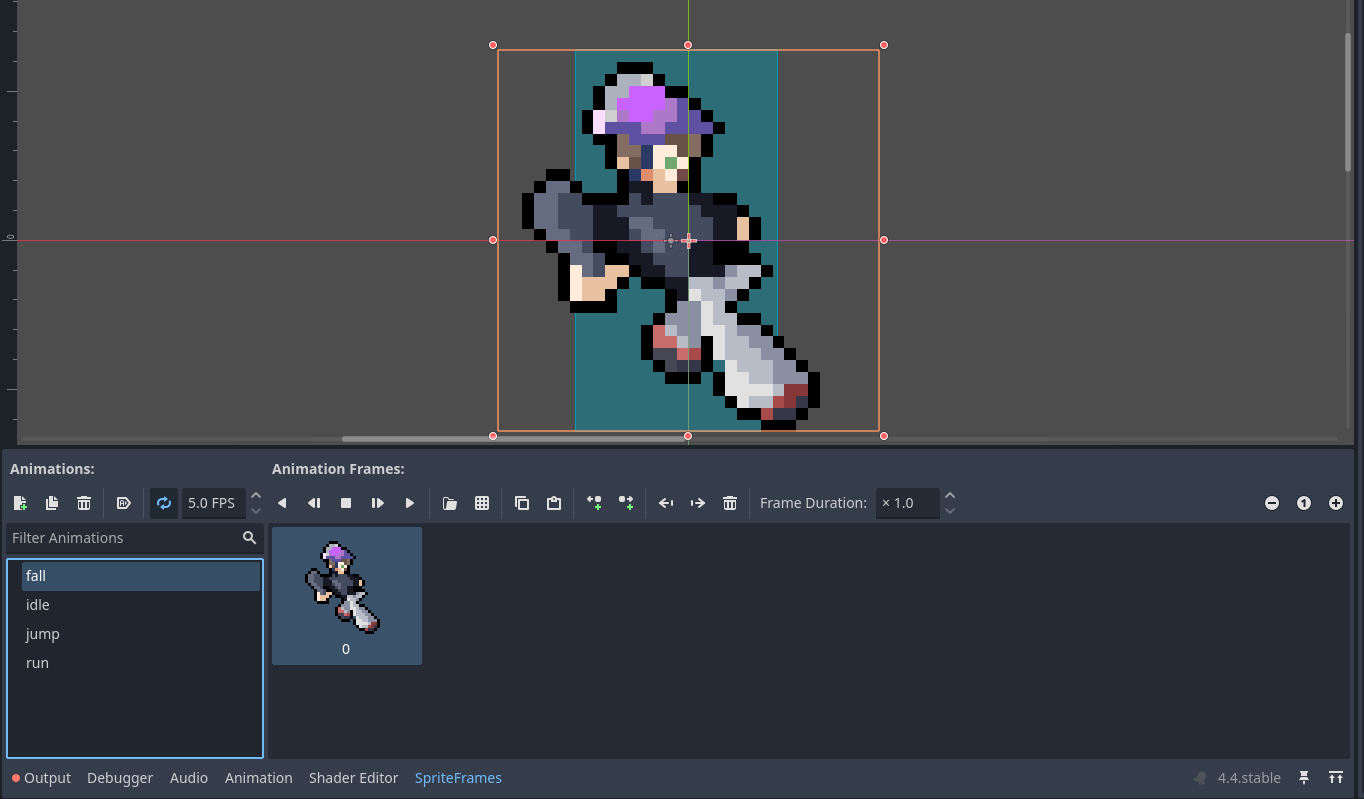 0
Animations:
Animation Frames:
5.0 FPS
Frame Duration:
× 1.0
Filter Animations
fall
idle
jump
run
0
Output
Debugger
Audio
Animation
Shader Editor
SpriteFrames
4.4.stable